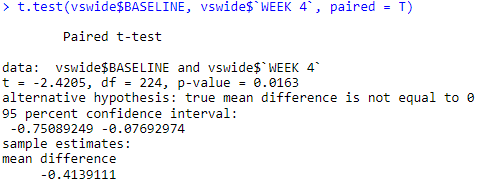 > t.test(vswide$BASELINE, vswide$`WEEK 4`, paired = T)
Paired t-test
data:  vswide$BASELINE and vswide$`WEEK 4`
t = -2.4205, df = 224, p-value = 0.0163
alternative hypothesis: true mean difference is not equal to 0
95 percent confidence interval:
 -0.75089249 -0.07692974
sample estimates:
mean difference
     -0.4139111